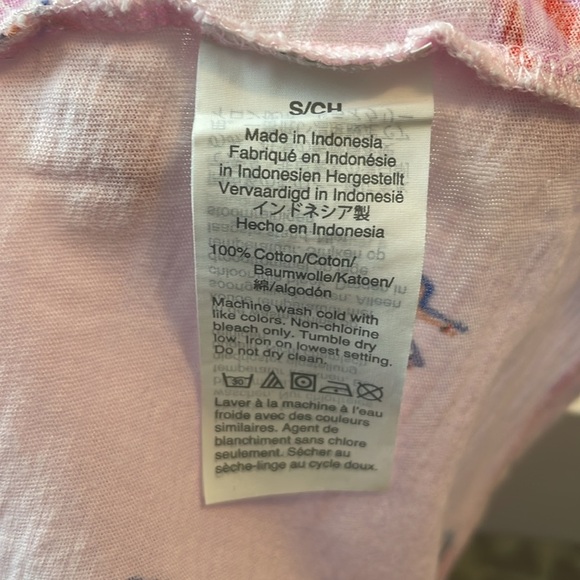 S/CH
Made in Indonesia
Fabriqué en Indonésie
in Indonesien Hergestellt
Vervaardigd in Indonesië
インドネシア製
Hecho en Indonesia
100% Cotton/Coton/
Baumwolle/Katoen/
綿/algodón
Machine wash cold with
like colors. Non-chlorine
bleach only. Tumble dry
low. Iron on lowest setting.
Do not dry clean.
30
Laver à la machine à l'eau
froide avec des couleurs
similaires. Agent de
blanchiment sans chlore
seulement. Sécher au
sèche-linge au cycle doux.